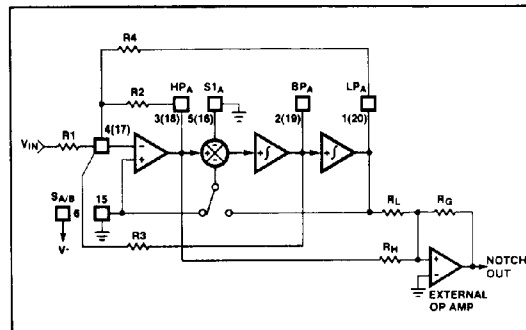 R4
R2
HPA
S1A
BPA
LPA
3(18)
5(16)
2(19)
1(20)
4(17)
VIN
R1
SA/B
6
15
V-
R3
RL
RG
RH
NOTCH
OUT
EXTERNAL
OP AMP